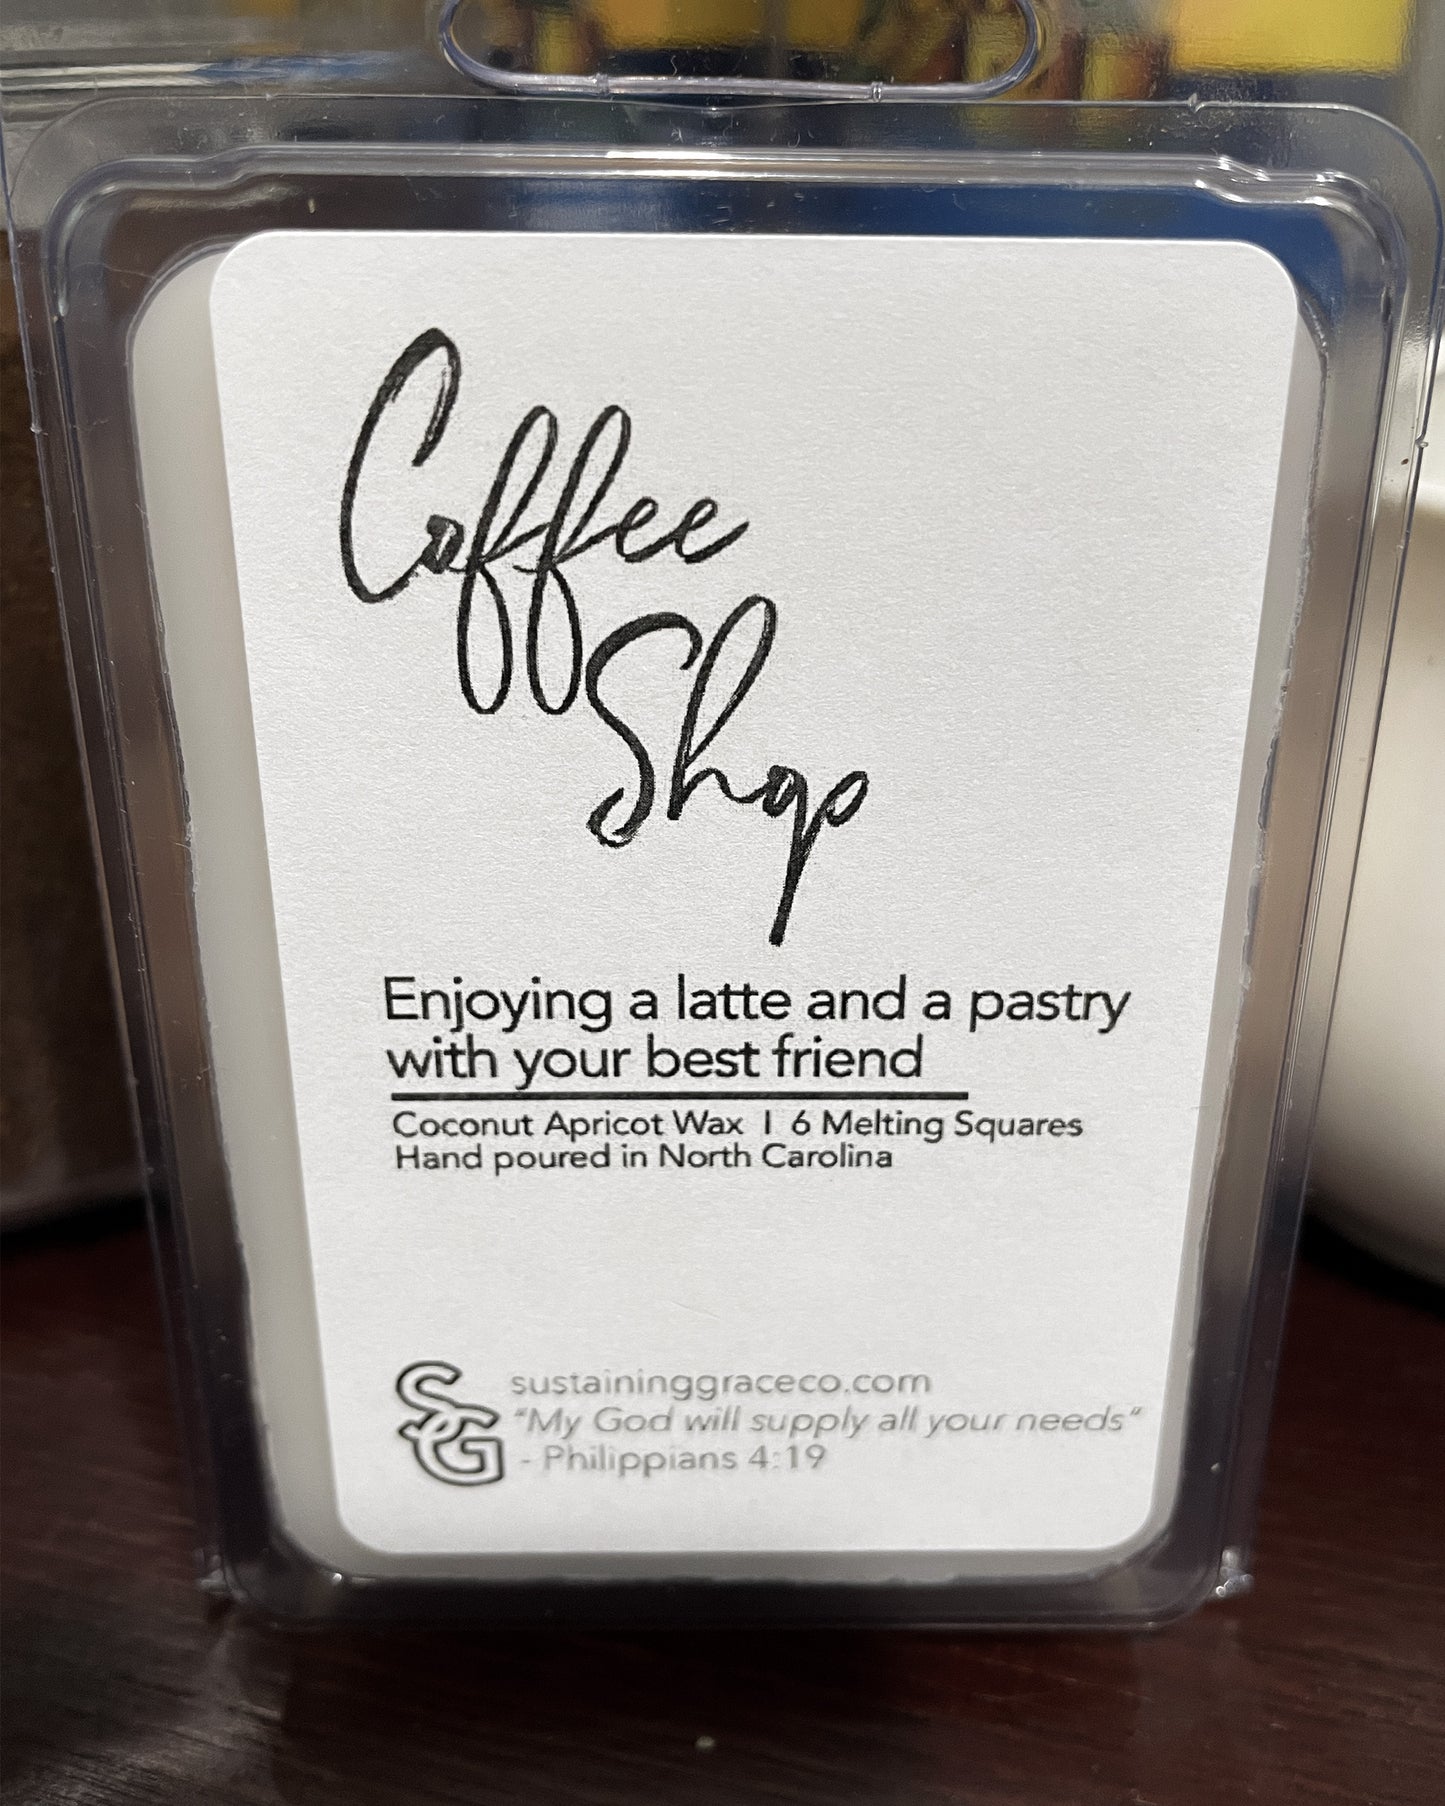 Coffee
Shop
Enjoying a latte and a pastry
with your best friend
Coconut Apricot Wax | 6 Melting Squares
Hand poured in North Carolina
S&G
sustaininggraceco.com
"My God will supply all your needs"
- Philippians 4:19